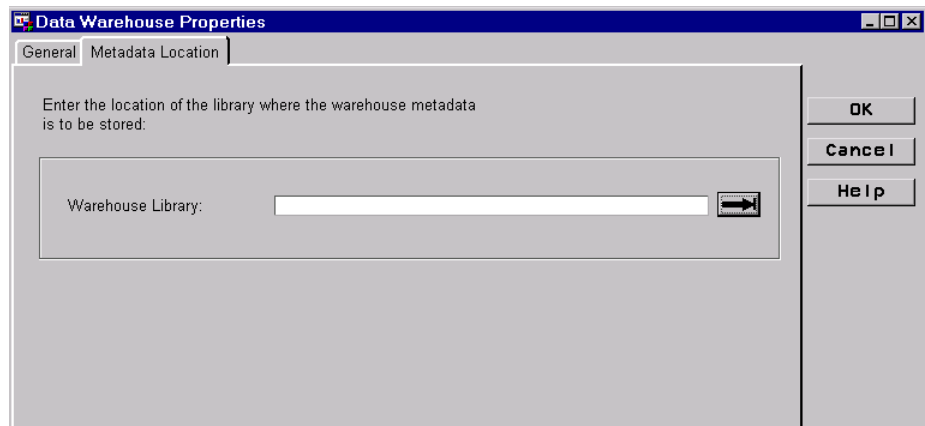 Data Warehouse Properties
General Metadata Location
Enter the location of the library where the warehouse metadata
is to be stored:
Warehouse Library:
OK
Cancel
Help